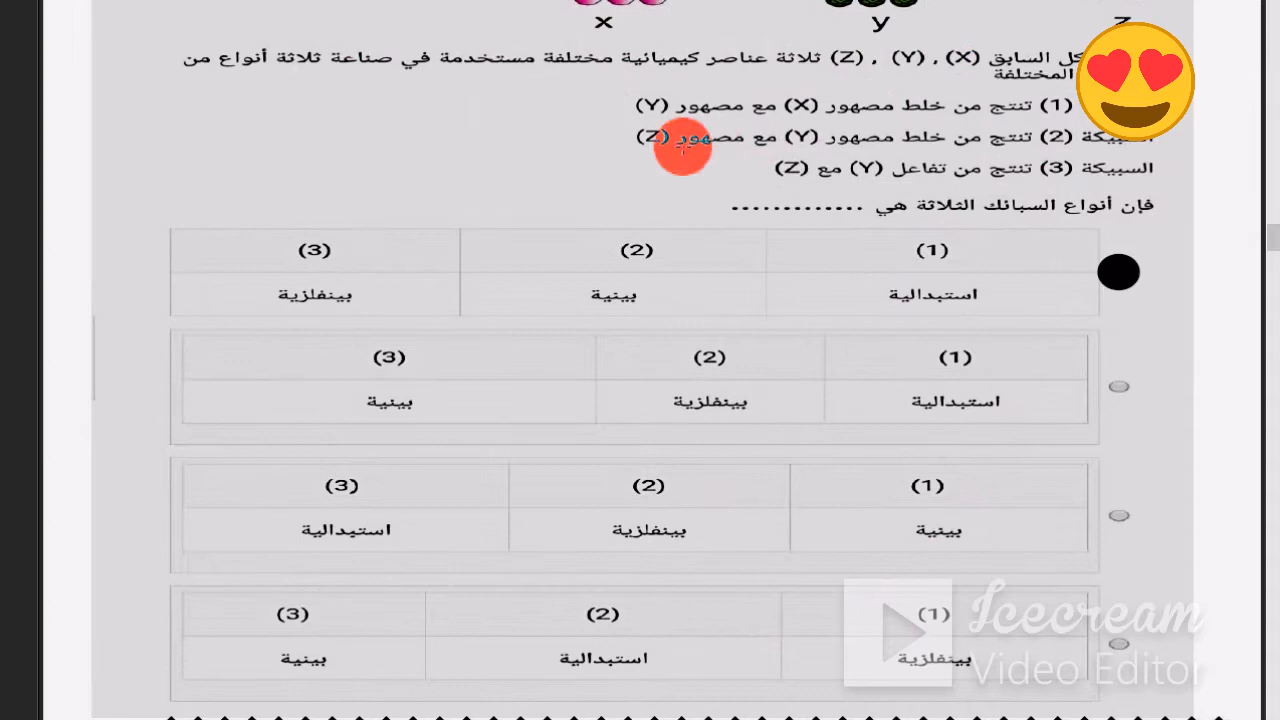 x y z
كل السابق (X) ، (Y) ، (Z) ثلاثة عناصر كيميائية مختلفة مستخدمة في صناعة ثلاثة أنواع من
المختلفة
(1) تنتج من خلط مصهور (X) مع مصهور (Y)
السبيكة (2) تنتج من خلط مصهور (Y) مع مصهور (Z)
السبيكة (3) تنتج من تفاعل (Y) مع (Z)
فإن أنواع السبائك الثلاثة هي .............
(1) (2) (3)
استبدالية بينية بينفلزية
(1) (2) (3)
استبدالية بينفلزية بينية
(1) (2) (3)
بينية بينفلزية استبدالية
(1) (2) (3)
بينفلزية استبدالية بينية
Icecream
Video Editor